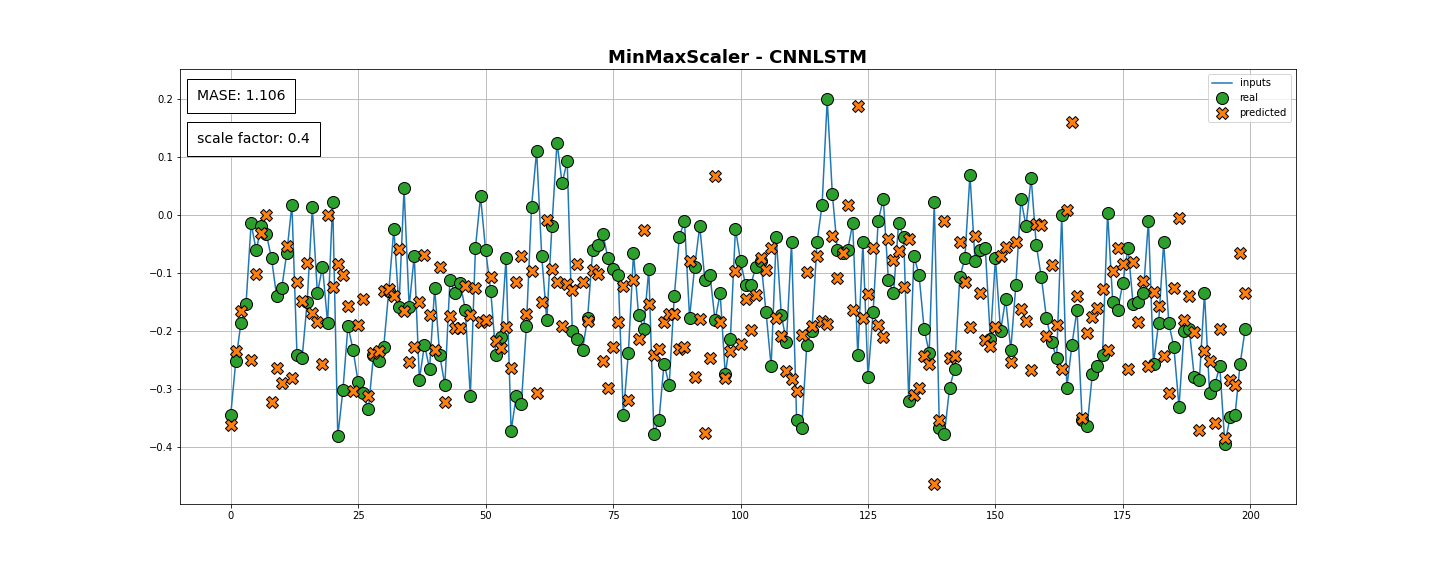 MinMaxScaler - CNNLSTM
MASE: 1.106
scale factor: 0.4
inputs
real
predicted
0.2
0.1
0.0
−0.1
−0.2
−0.3
−0.4
0 25 50 75 100 125 150 175 200